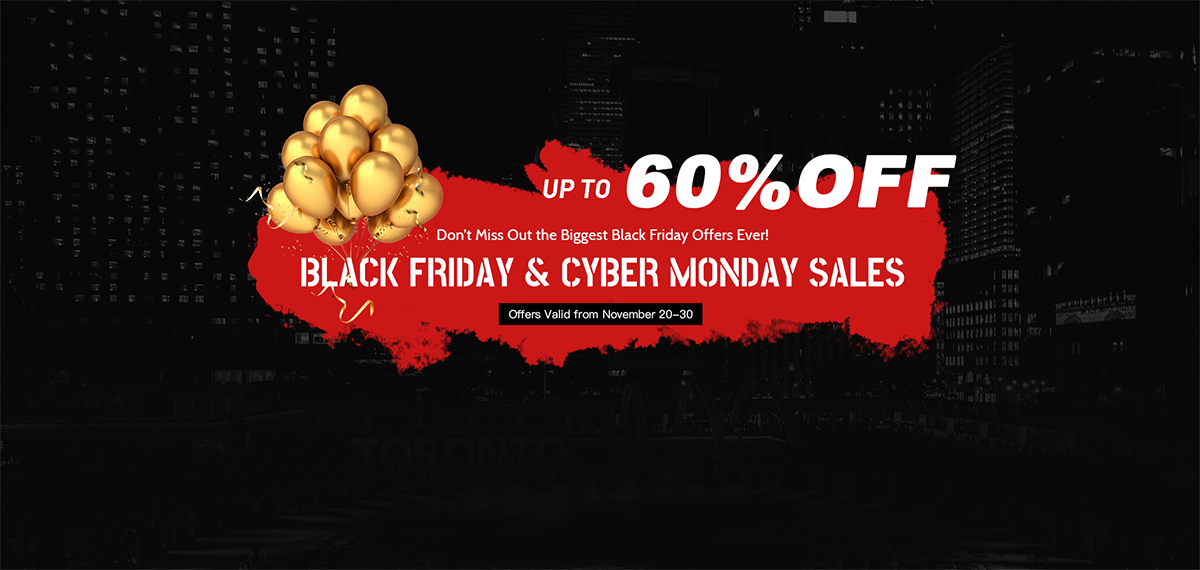 UP TO 60%OFF
Don't Miss Out the Biggest Black Friday Offers Ever!
BLACK FRIDAY & CYBER MONDAY SALES
Offers Valid from November 20-30
TORONTO